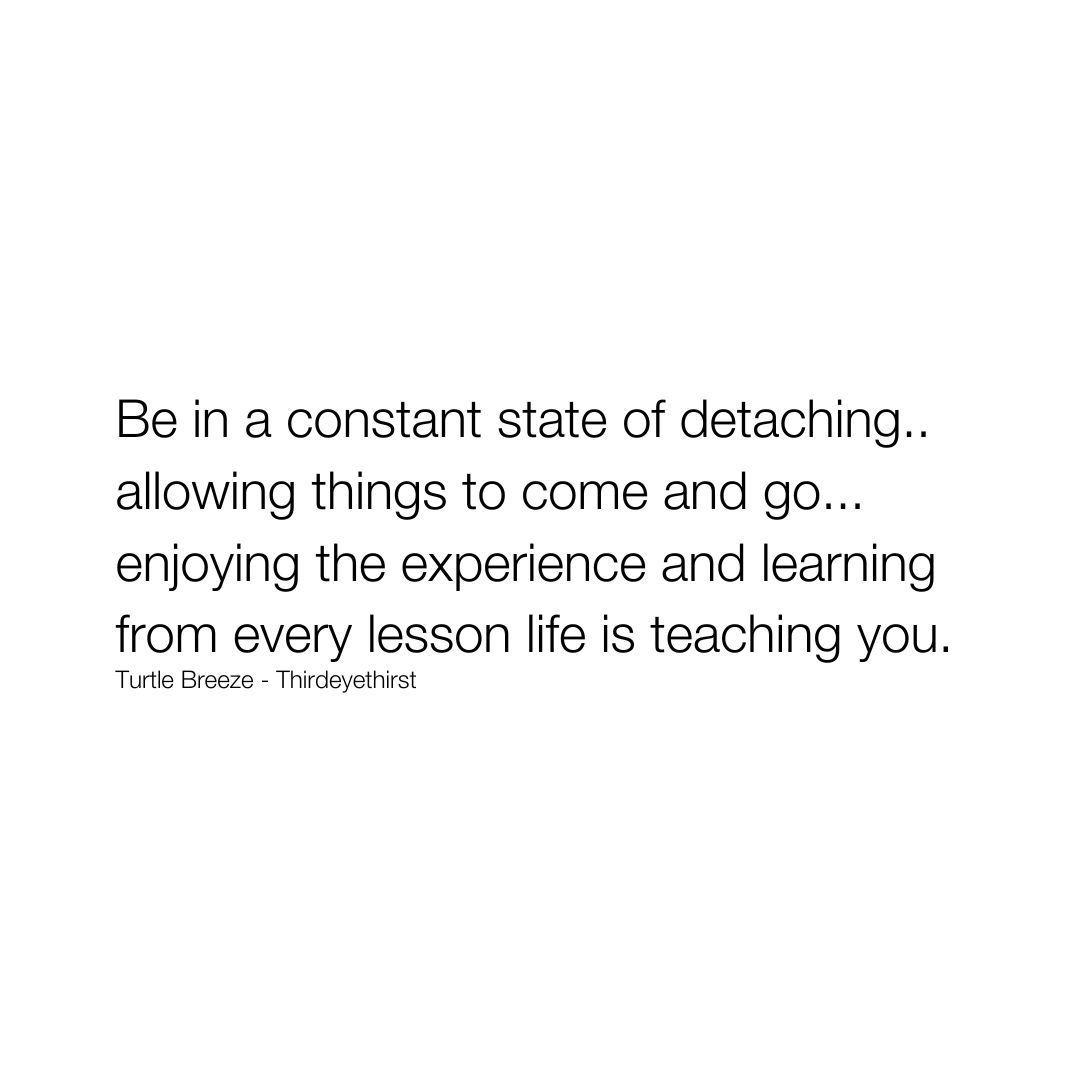 Be in a constant state of detaching..
allowing things to come and go...
enjoying the experience and learning
from every lesson life is teaching you.
Turtle Breeze - Thirdeyethirst